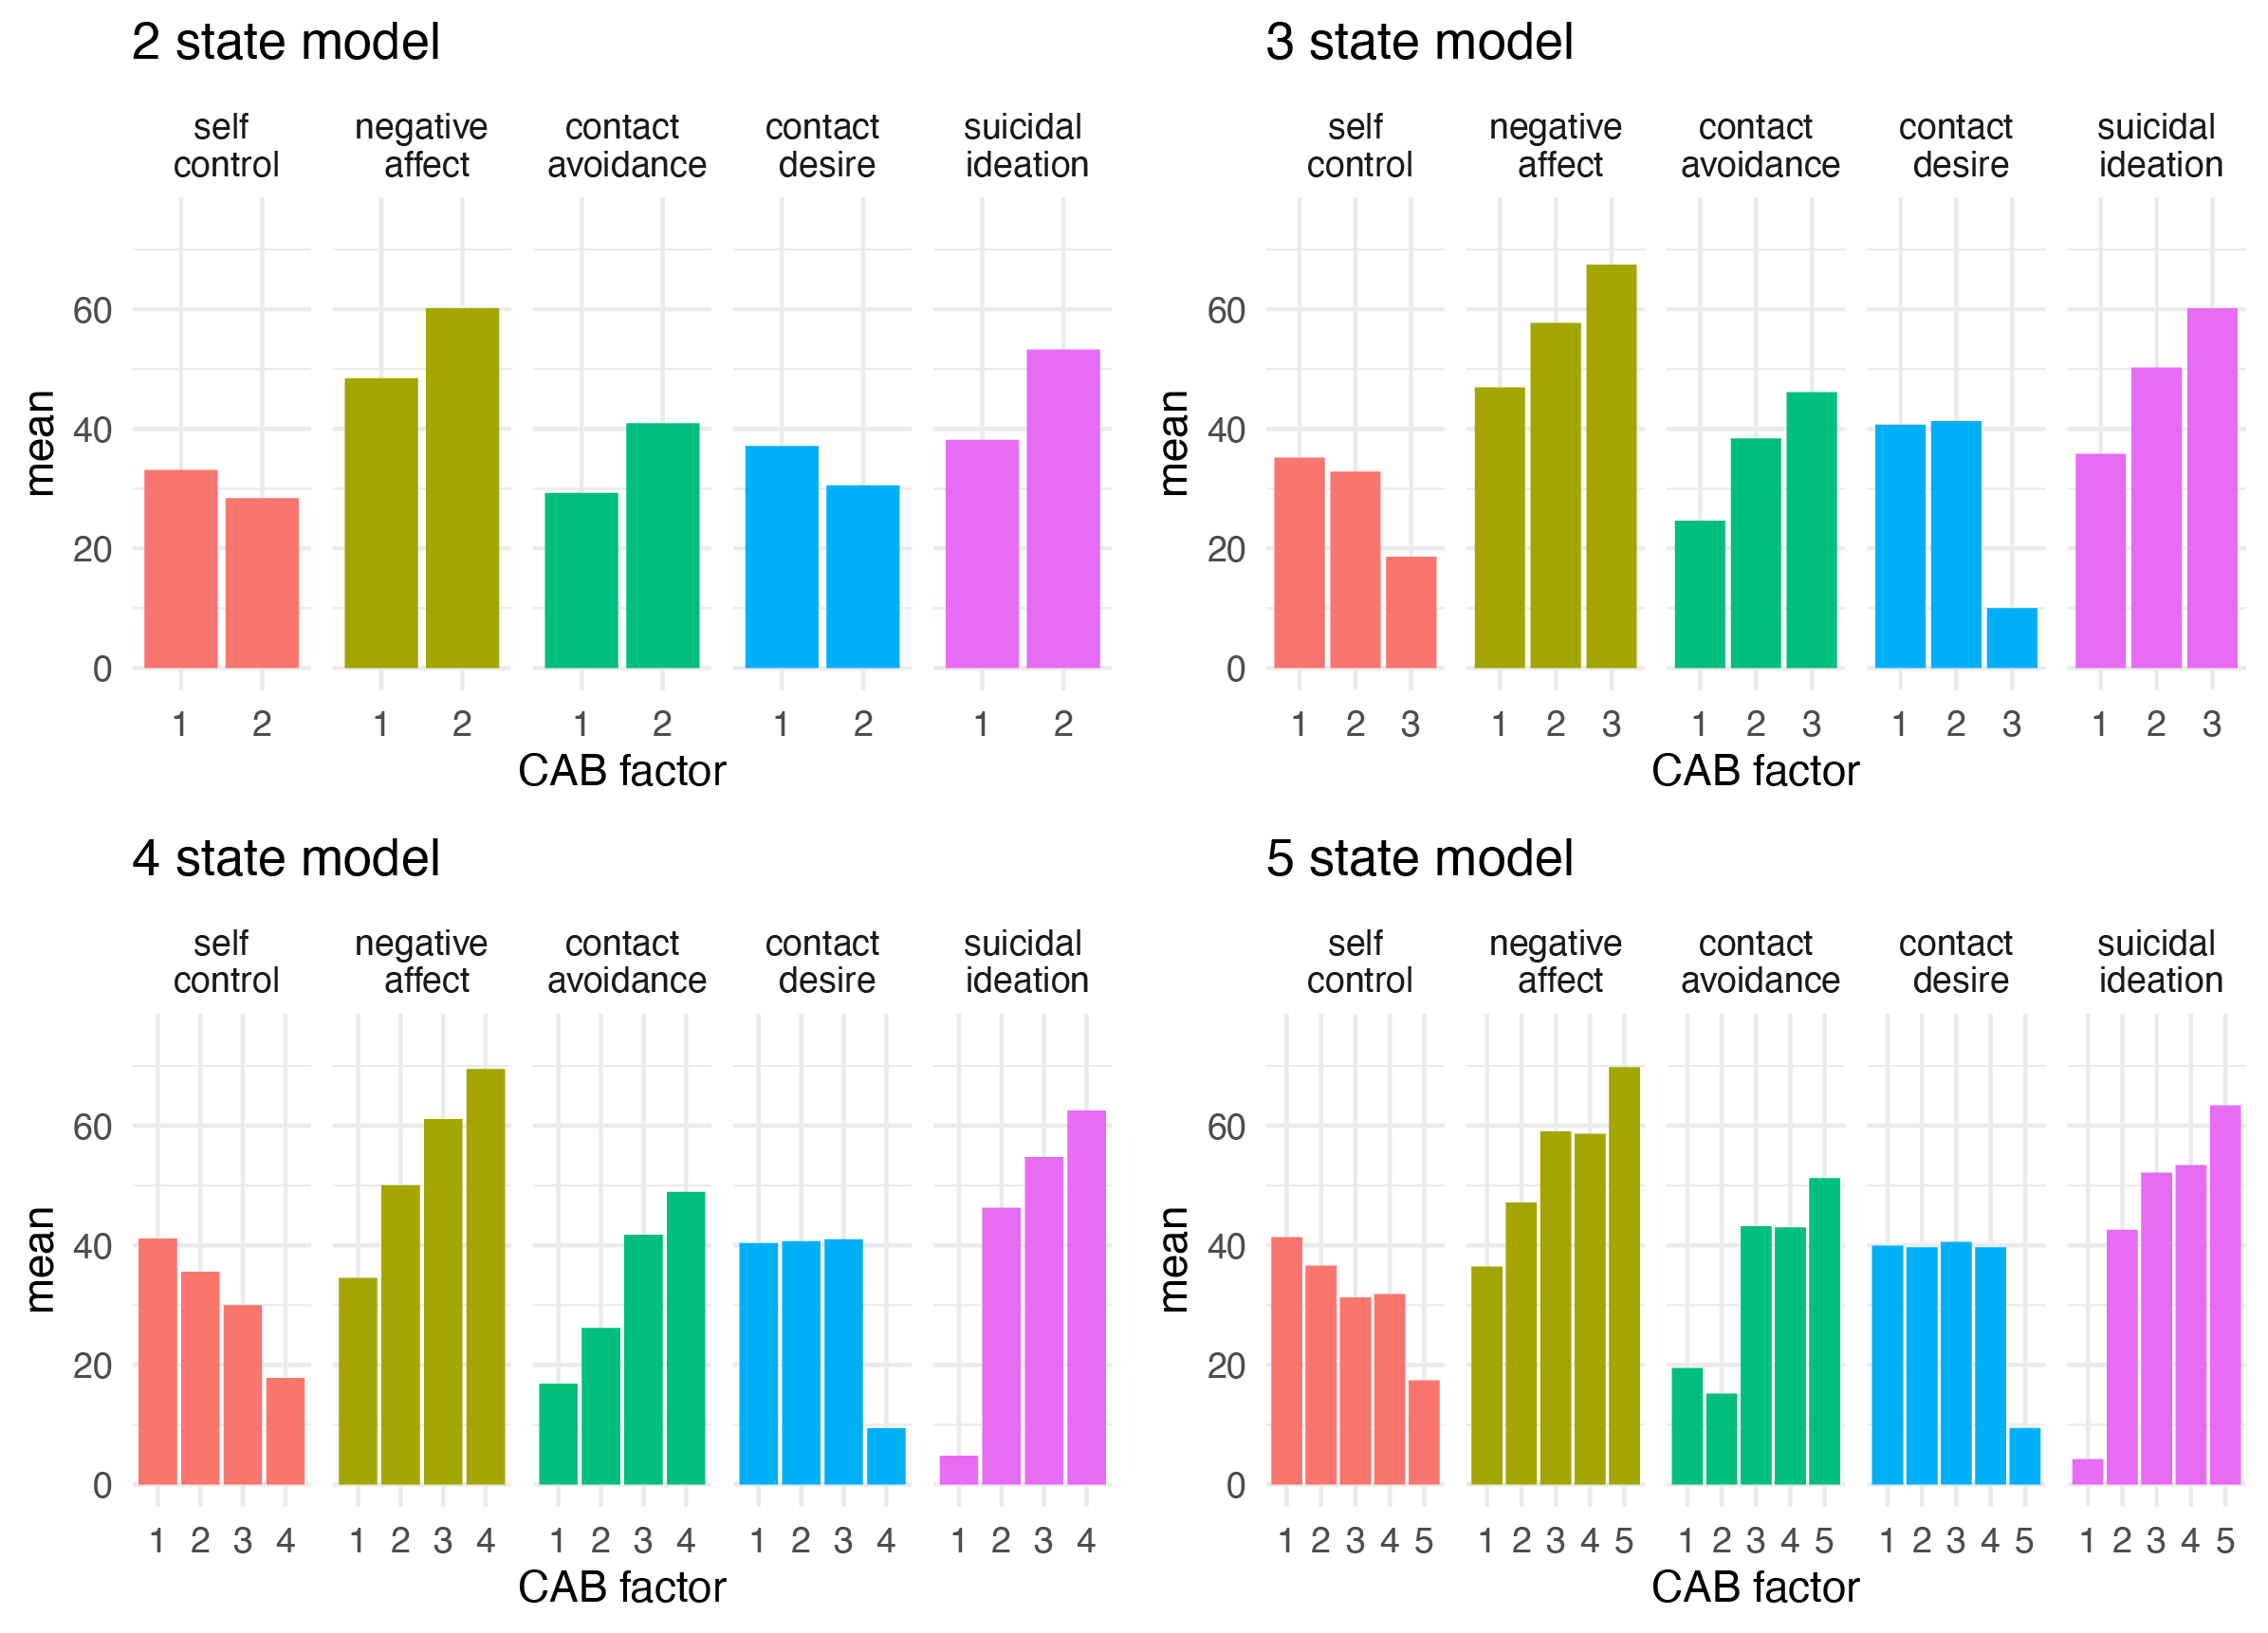 2 state model
self negative contact contact suicidal
control affect avoidance desire ideation
60
40
20
0
mean
1 2 1 2 1 2 1 2 1 2
CAB factor
3 state model
self negative contact contact suicidal
control affect avoidance desire ideation
60
40
20
0
mean
1 2 3 1 2 3 1 2 3 1 2 3 1 2 3
CAB factor
4 state model
self negative contact contact suicidal
control affect avoidance desire ideation
60
40
20
0
mean
1 2 3 4 1 2 3 4 1 2 3 4 1 2 3 4 1 2 3 4
CAB factor
5 state model
self negative contact contact suicidal
control affect avoidance desire ideation
60
40
20
0
mean
1 2 3 4 5 1 2 3 4 5 1 2 3 4 5 1 2 3 4 5 1 2 3 4 5
CAB factor